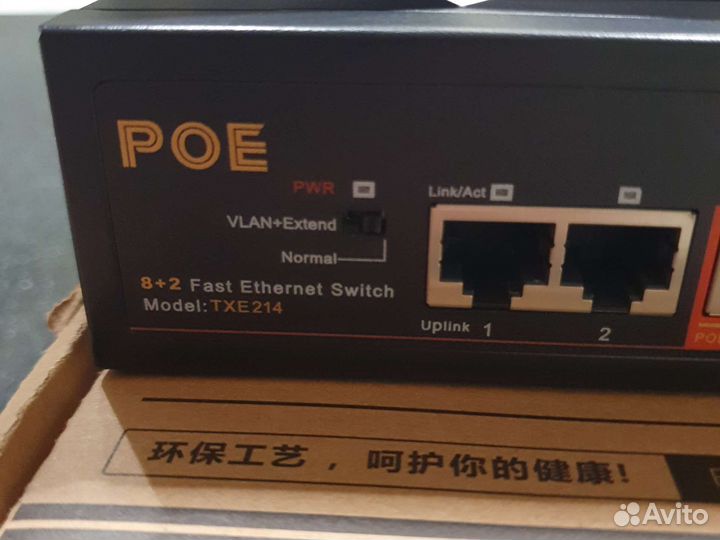 POE
PWR
Link/Act
VLAN+Extend
Normal
8+2 Fast Ethernet Switch
Model:TXE214
Uplink 1 2
环保工艺，呵护你的健康!
Avito